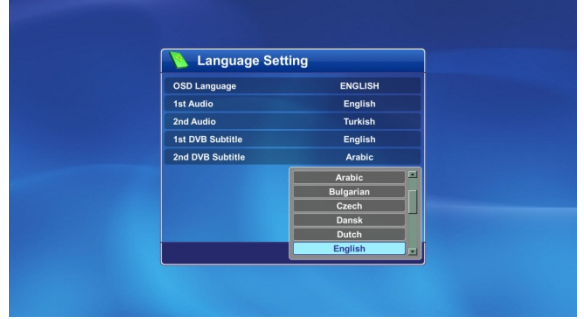 Language Setting
OSD Language ENGLISH
1st Audio English
2nd Audio Turkish
1st DVB Subtitle English
2nd DVB Subtitle Arabic
Arabic
Bulgarian
Czech
Dansk
Dutch
English